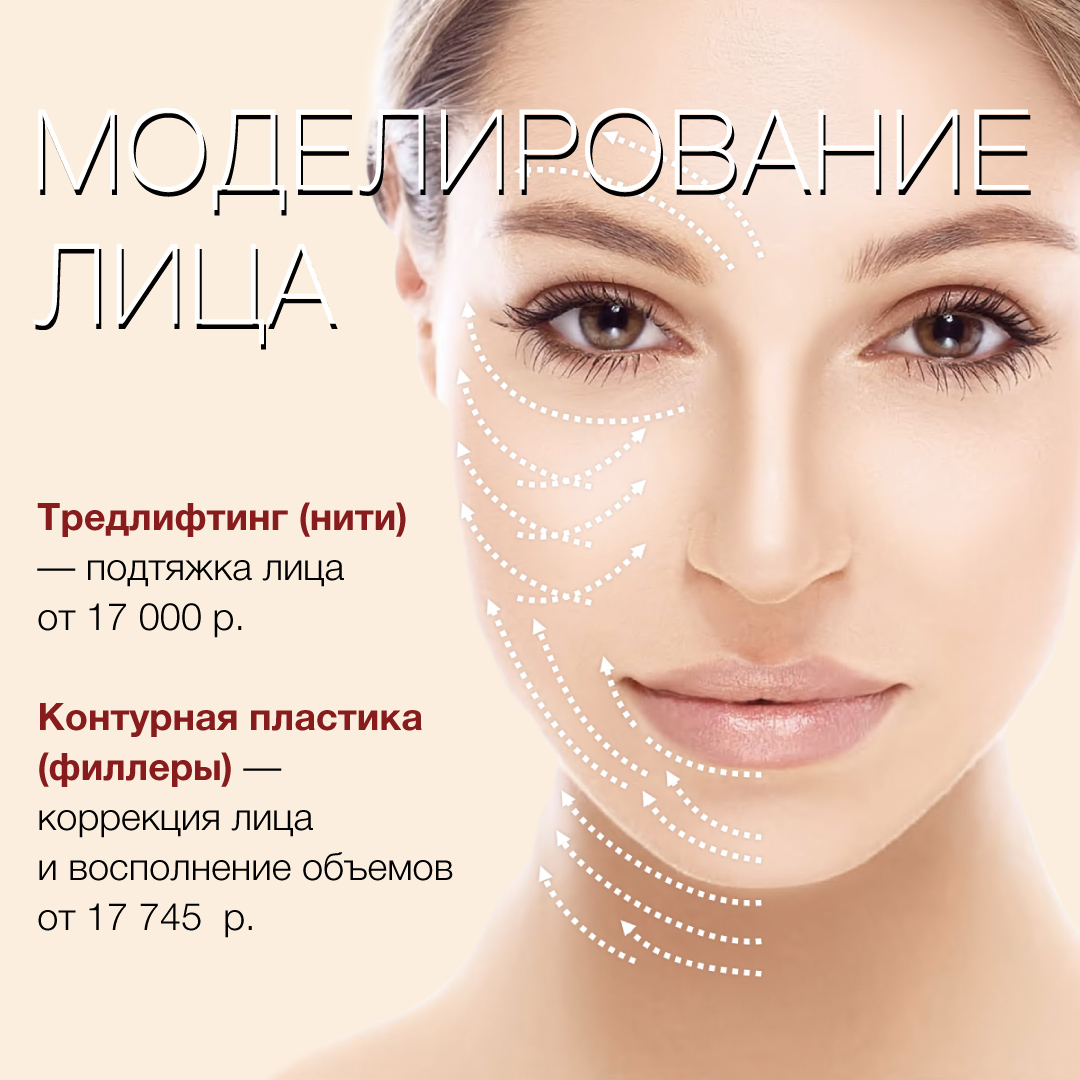 МОДЕЛИРОВАНИЕ
ЛИЦА
Тредлифтинг (нити)
— подтяжка лица
от 17 000 р.
Контурная пластика
(филлеры) —
коррекция лица
и восполнение объемов
от 17 745 р.